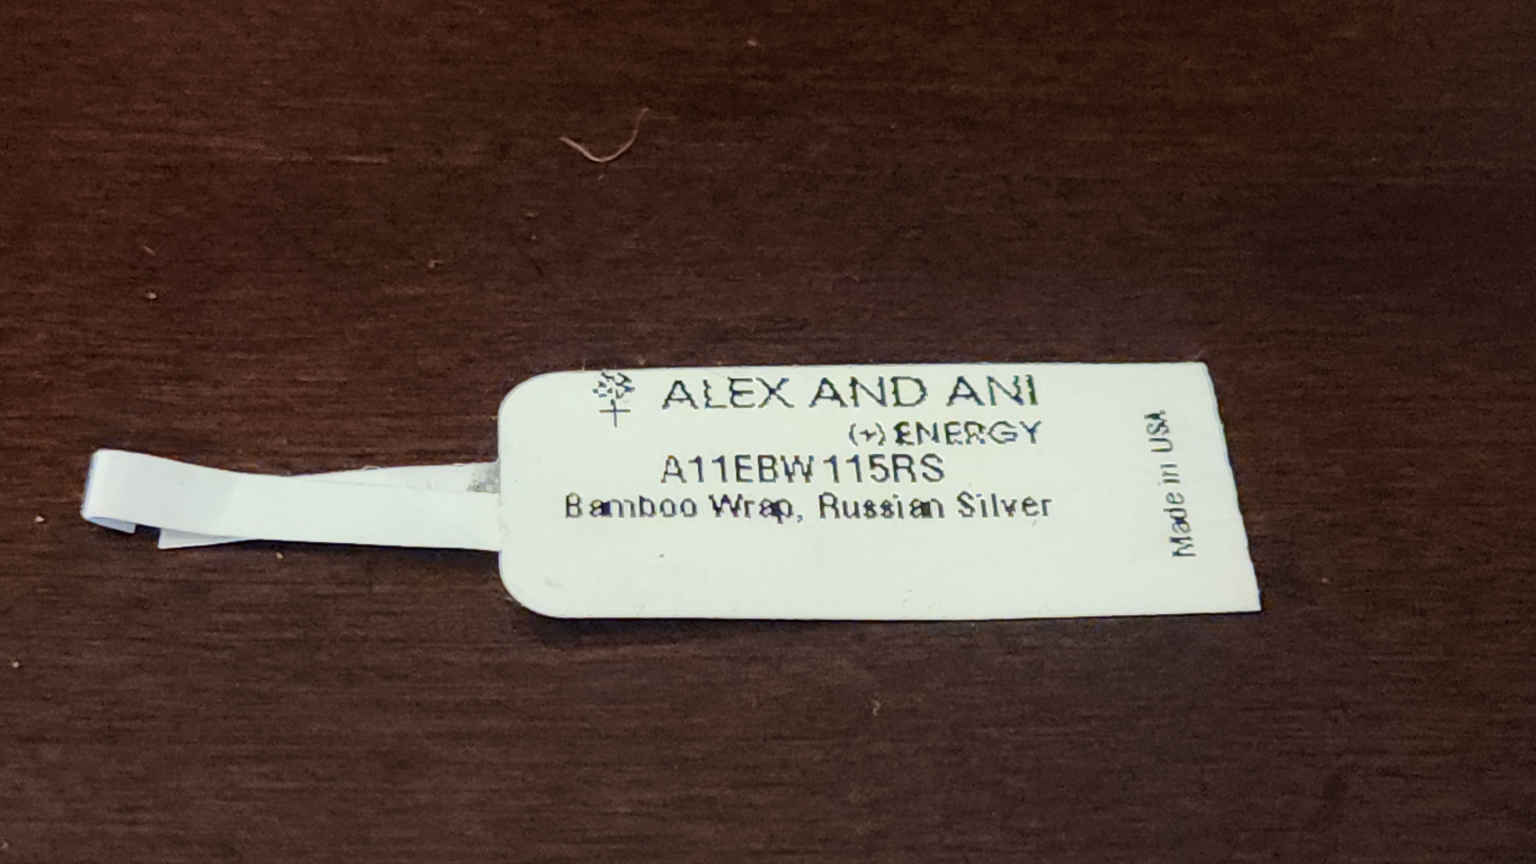 ALEX AND ANI
(+) ENERGY
A11EBW115RS
Bamboo Wrap, Russian Silver
Made in USA